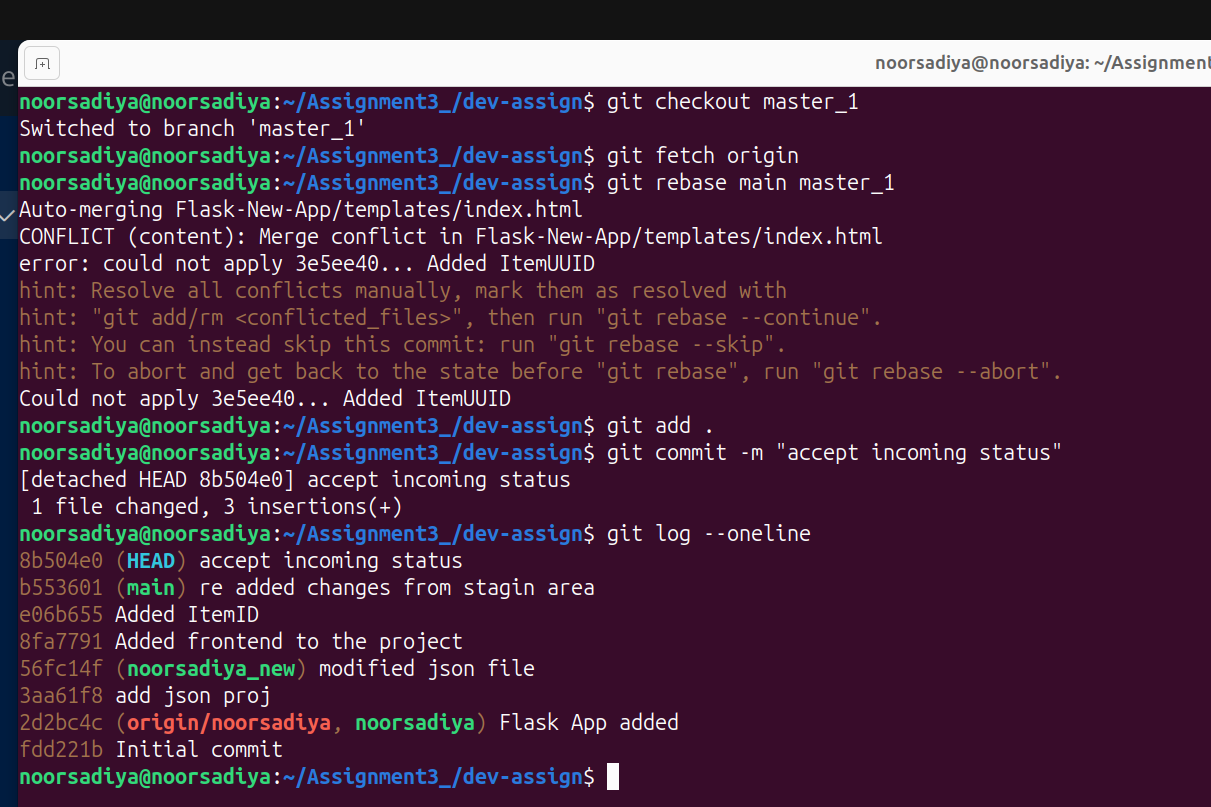 e
noorsadiya@noorsadiya: ~/Assignment
noorsadiya@noorsadiya:~/Assignment3_/dev-assign$ git checkout master_1
Switched to branch 'master_1'
noorsadiya@noorsadiya:~/Assignment3_/dev-assign$ git fetch origin
noorsadiya@noorsadiya:~/Assignment3_/dev-assign$ git rebase main master_1
Auto-merging Flask-New-App/templates/index.html
CONFLICT (content): Merge conflict in Flask-New-App/templates/index.html
error: could not apply 3e5ee40... Added ItemUUID
hint: Resolve all conflicts manually, mark them as resolved with
hint: "git add/rm <conflicted_files>", then run "git rebase --continue".
hint: You can instead skip this commit: run "git rebase --skip".
hint: To abort and get back to the state before "git rebase", run "git rebase --abort".
Could not apply 3e5ee40... Added ItemUUID
noorsadiya@noorsadiya:~/Assignment3_/dev-assign$ git add .
noorsadiya@noorsadiya:~/Assignment3_/dev-assign$ git commit -m "accept incoming status"
[detached HEAD 8b504e0] accept incoming status
 1 file changed, 3 insertions(+)
noorsadiya@noorsadiya:~/Assignment3_/dev-assign$ git log --oneline
8b504e0 (HEAD) accept incoming status
b553601 (main) re added changes from stagin area
e06b655 Added ItemID
8fa7791 Added frontend to the project
56fc14f (noorsadiya_new) modified json file
3aa61f8 add json proj
2d2bc4c (origin/noorsadiya, noorsadiya) Flask App added
fdd221b Initial commit
noorsadiya@noorsadiya:~/Assignment3_/dev-assign$